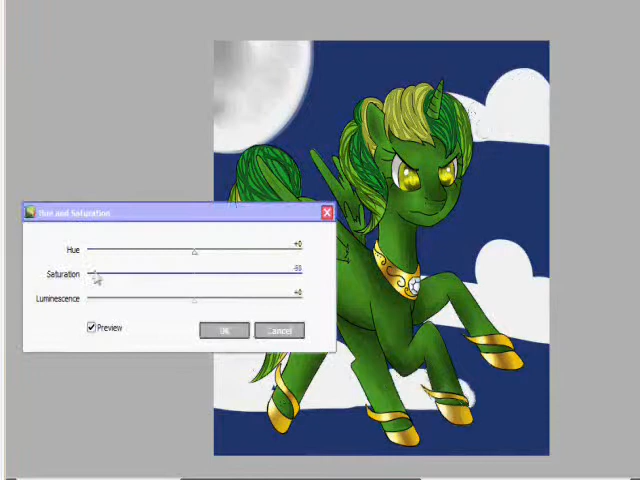 Hue and Saturation
Hue +0
Saturation
Luminescence +0
Preview OK Cancel